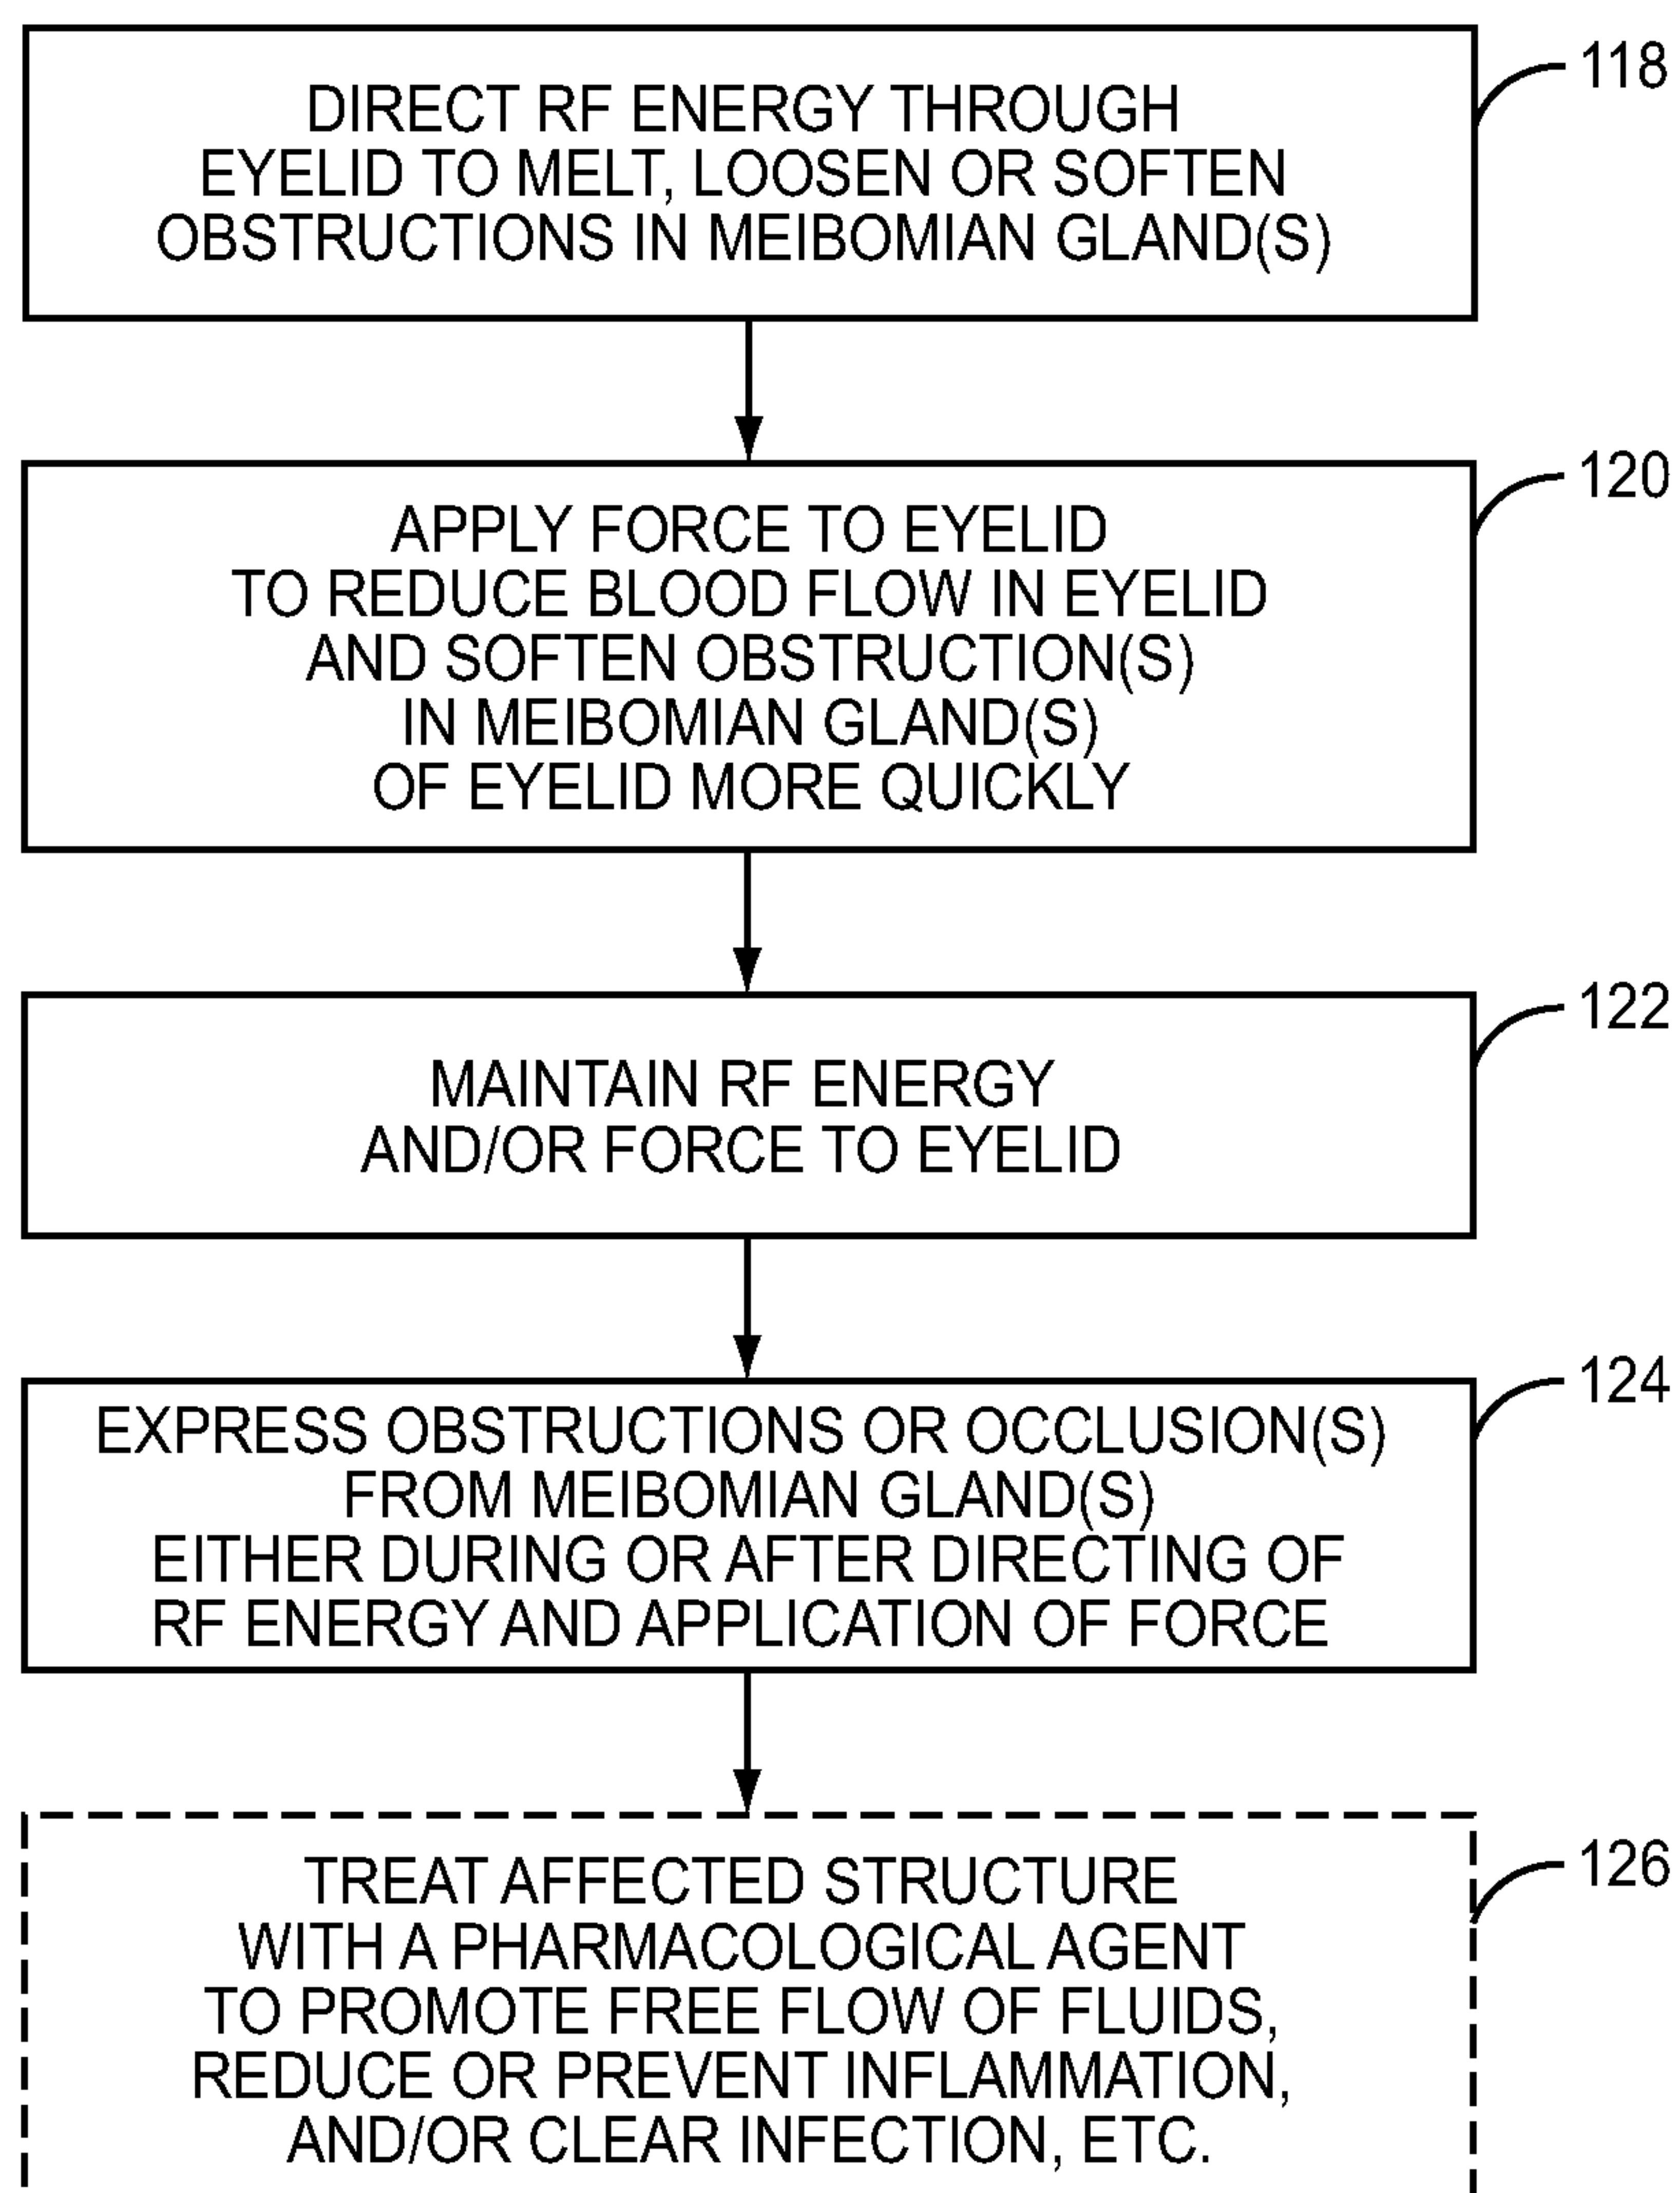 118
DIRECT RF ENERGY THROUGH
EYELID TO MELT, LOOSEN OR SOFTEN
OBSTRUCTIONS IN MEIBOMIAN GLAND(S)
120
APPLY FORCE TO EYELID
TO REDUCE BLOOD FLOW IN EYELID
AND SOFTEN OBSTRUCTION(S)
IN MEIBOMIAN GLAND(S)
OF EYELID MORE QUICKLY
122
MAINTAIN RF ENERGY
AND/OR FORCE TO EYELID
124
EXPRESS OBSTRUCTIONS OR OCCLUSION(S)
FROM MEIBOMIAN GLAND(S)
EITHER DURING OR AFTER DIRECTING OF
RF ENERGY AND APPLICATION OF FORCE
126
TREAT AFFECTED STRUCTURE
WITH A PHARMACOLOGICAL AGENT
TO PROMOTE FREE FLOW OF FLUIDS,
REDUCE OR PREVENT INFLAMMATION,
AND/OR CLEAR INFECTION, ETC.